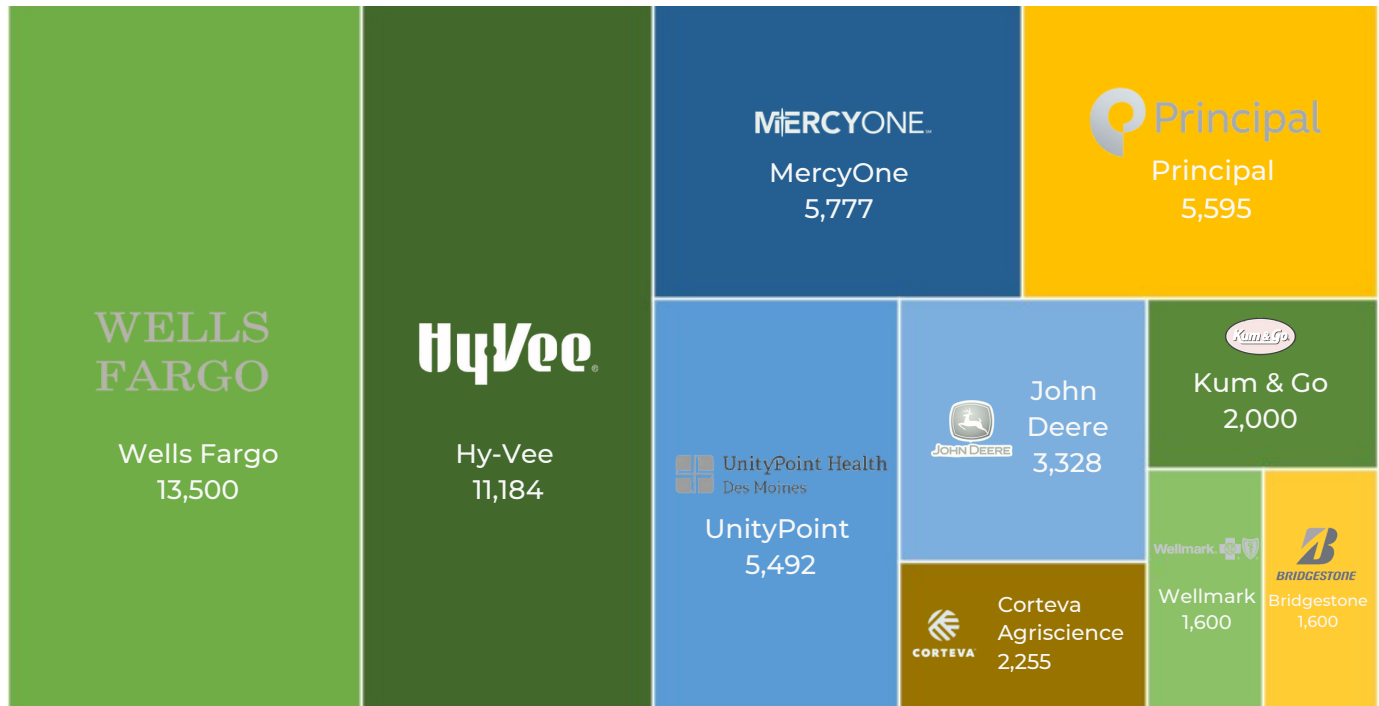 WELLS
FARGO
Wells Fargo
13,500
HyVee®
Hy-Vee
11,184
MERCYONE
MercyOne
5,777
Principal
Principal
5,595
UnityPoint Health
Des Moines
UnityPoint
5,492
JOHN DEERE
John
Deere
3,328
CORTEVA
Corteva
Agriscience
2,255
Kum & Go
Kum & Go
2,000
Wellmark.
Wellmark
1,600
BRIDGESTONE
Bridgestone
1,600